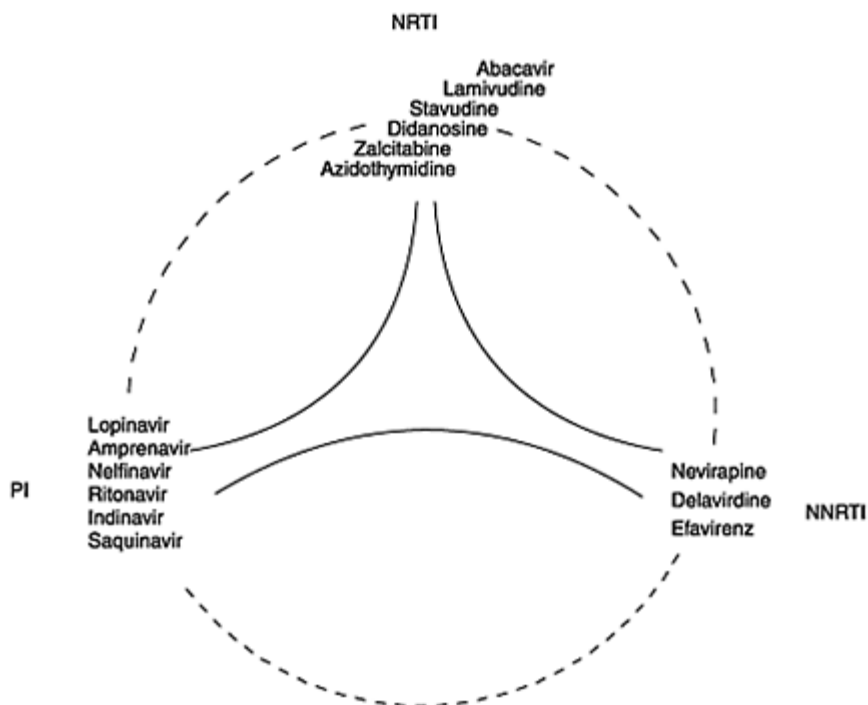 NRTI
Abacavir
Lamivudine
Stavudine
Didanosine
Zalcitabine
Azidothymidine
Lopinavir
Amprenavir
Nelfinavir
Ritonavir
Indinavir
Saquinavir
PI
Nevirapine
Delavirdine
Efavirenz
NNRTI